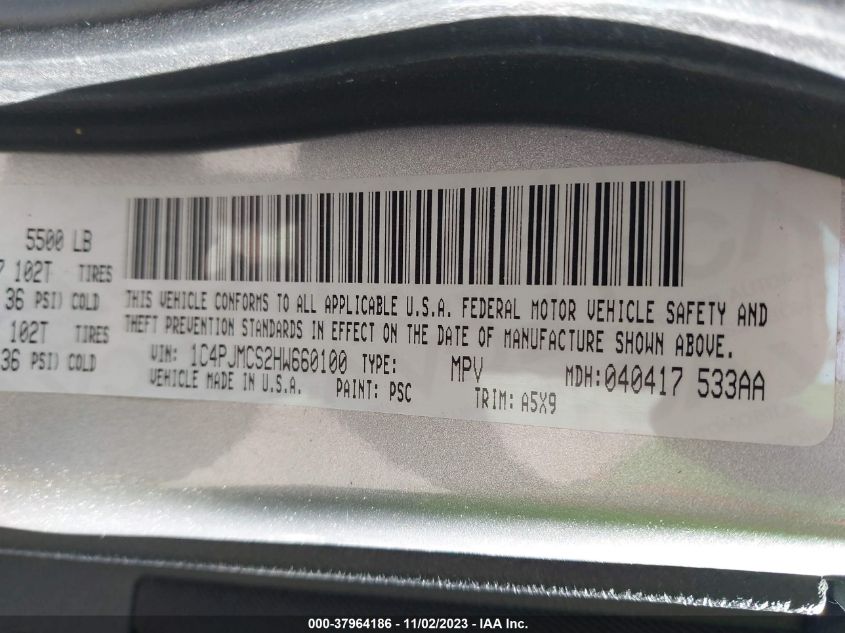 5500 LB
102T TIRES
36 PSI) COLD
102T TIRES
36 PSI) COLD
THIS VEHICLE CONFORMS TO ALL APPLICABLE U.S.A. FEDERAL MOTOR VEHICLE SAFETY AND
THEFT PREVENTION STANDARDS IN EFFECT ON THE DATE OF MANUFACTURE SHOWN ABOVE.
VIN: 1C4PJMCS2HW660100 TYPE: MPV MDH:040417 533AA
VEHICLE MADE IN U.S.A. PAINT: PSC TRIM: A5X9
000-37964186 - 11/02/2023 - IAA Inc.